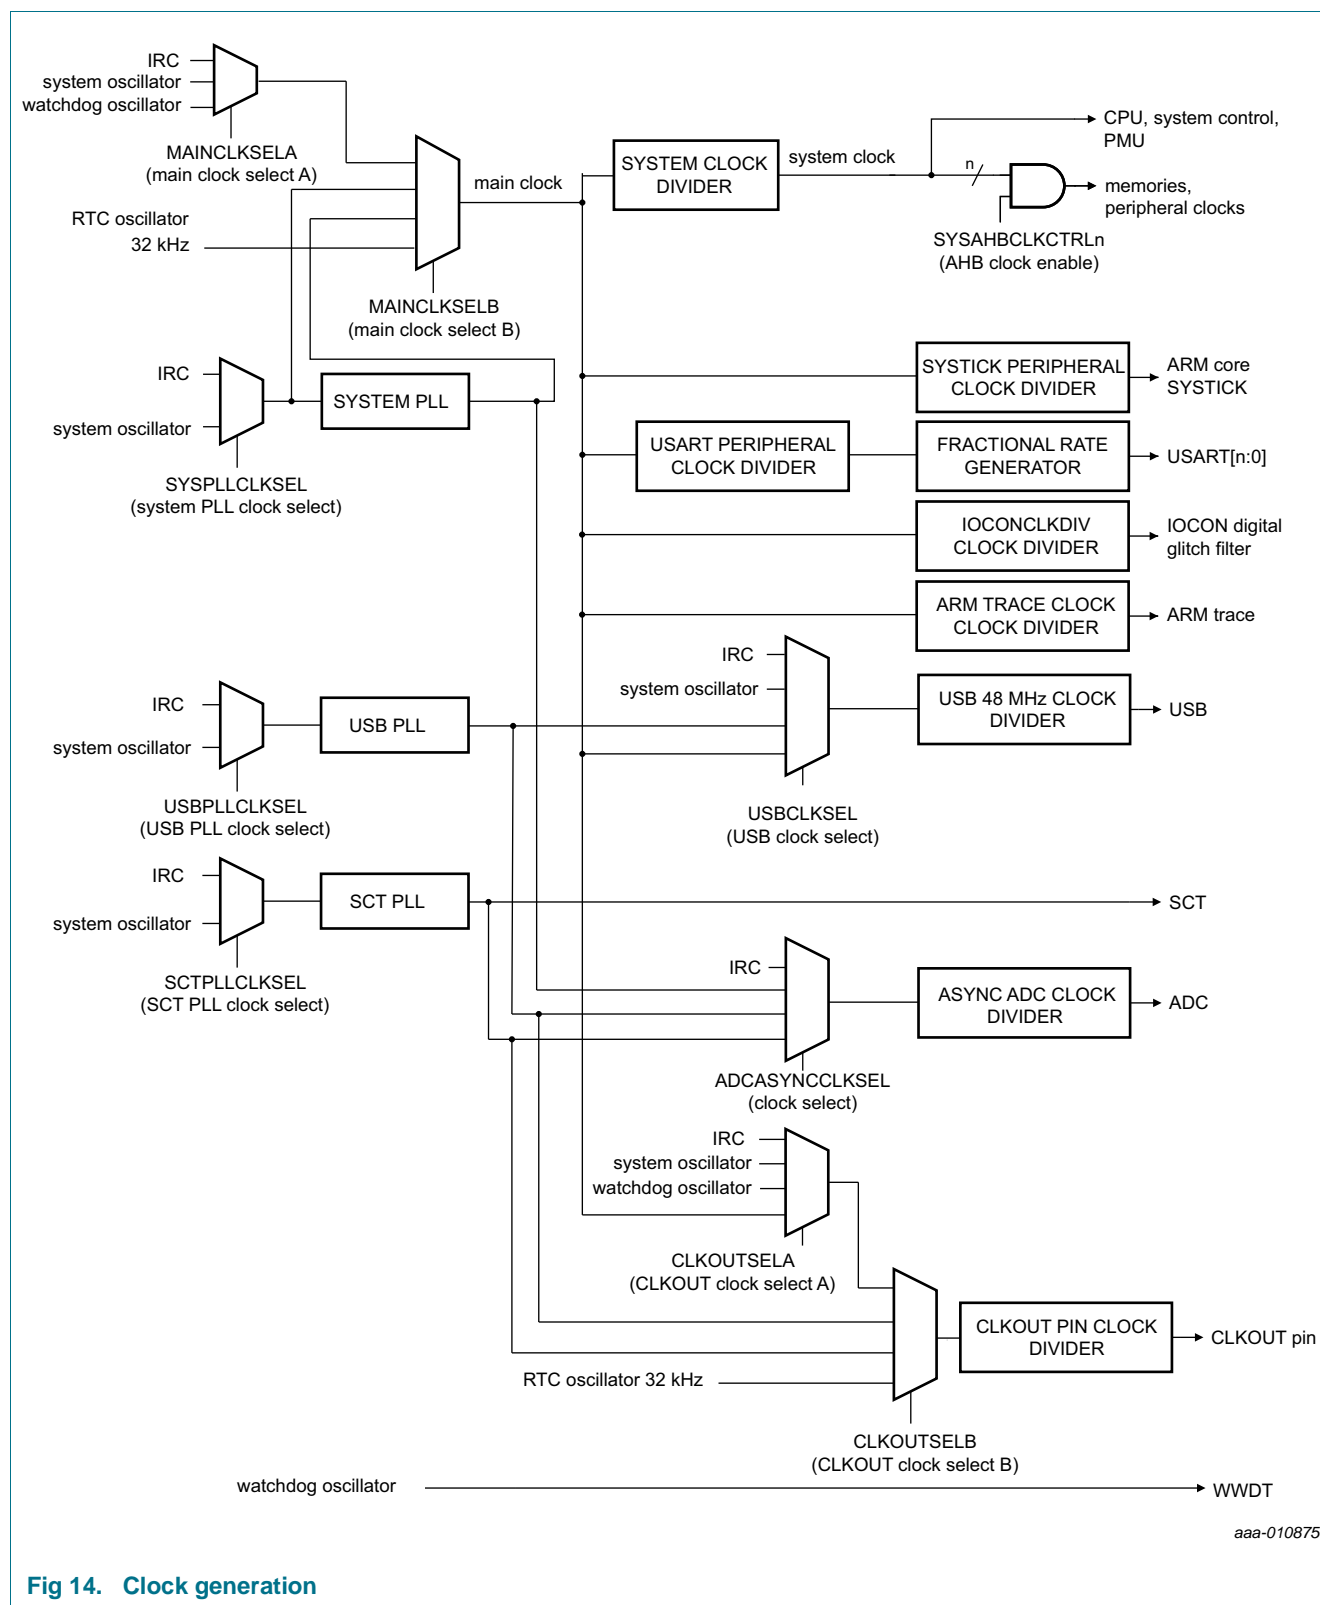 IRC
system oscillator
watchdog oscillator
MAINCLKSELA
(main clock select A)
RTC oscillator
32 kHz
main clock
MAINCLKSELB
(main clock select B)
SYSTEM CLOCK
DIVIDER
system clock
n
CPU, system control,
PMU
memories,
peripheral clocks
SYSAHBCLKCTRLn
(AHB clock enable)
IRC
system oscillator
SYSTEM PLL
SYSPLLCLKSEL
(system PLL clock select)
SYSTICK PERIPHERAL
CLOCK DIVIDER
ARM core
SYSTICK
USART PERIPHERAL
CLOCK DIVIDER
FRACTIONAL RATE
GENERATOR
USART[n:0]
IOCONCLKDIV
CLOCK DIVIDER
IOCON digital
glitch filter
ARM TRACE CLOCK
CLOCK DIVIDER
ARM trace
IRC
system oscillator
USB PLL
USBPLLCLKSEL
(USB PLL clock select)
IRC
system oscillator
USBCLKSEL
(USB clock select)
USB 48 MHz CLOCK
DIVIDER
USB
IRC
system oscillator
SCT PLL
SCTPLLCLKSEL
(SCT PLL clock select)
SCT
IRC
ADCASYNCCLKSEL
(clock select)
ASYNC ADC CLOCK
DIVIDER
ADC
IRC
system oscillator
watchdog oscillator
CLKOUTSELA
(CLKOUT clock select A)
RTC oscillator 32 kHz
CLKOUTSELB
(CLKOUT clock select B)
CLKOUT PIN CLOCK
DIVIDER
CLKOUT pin
watchdog oscillator
WWDT
aaa-010875
Fig 14. Clock generation